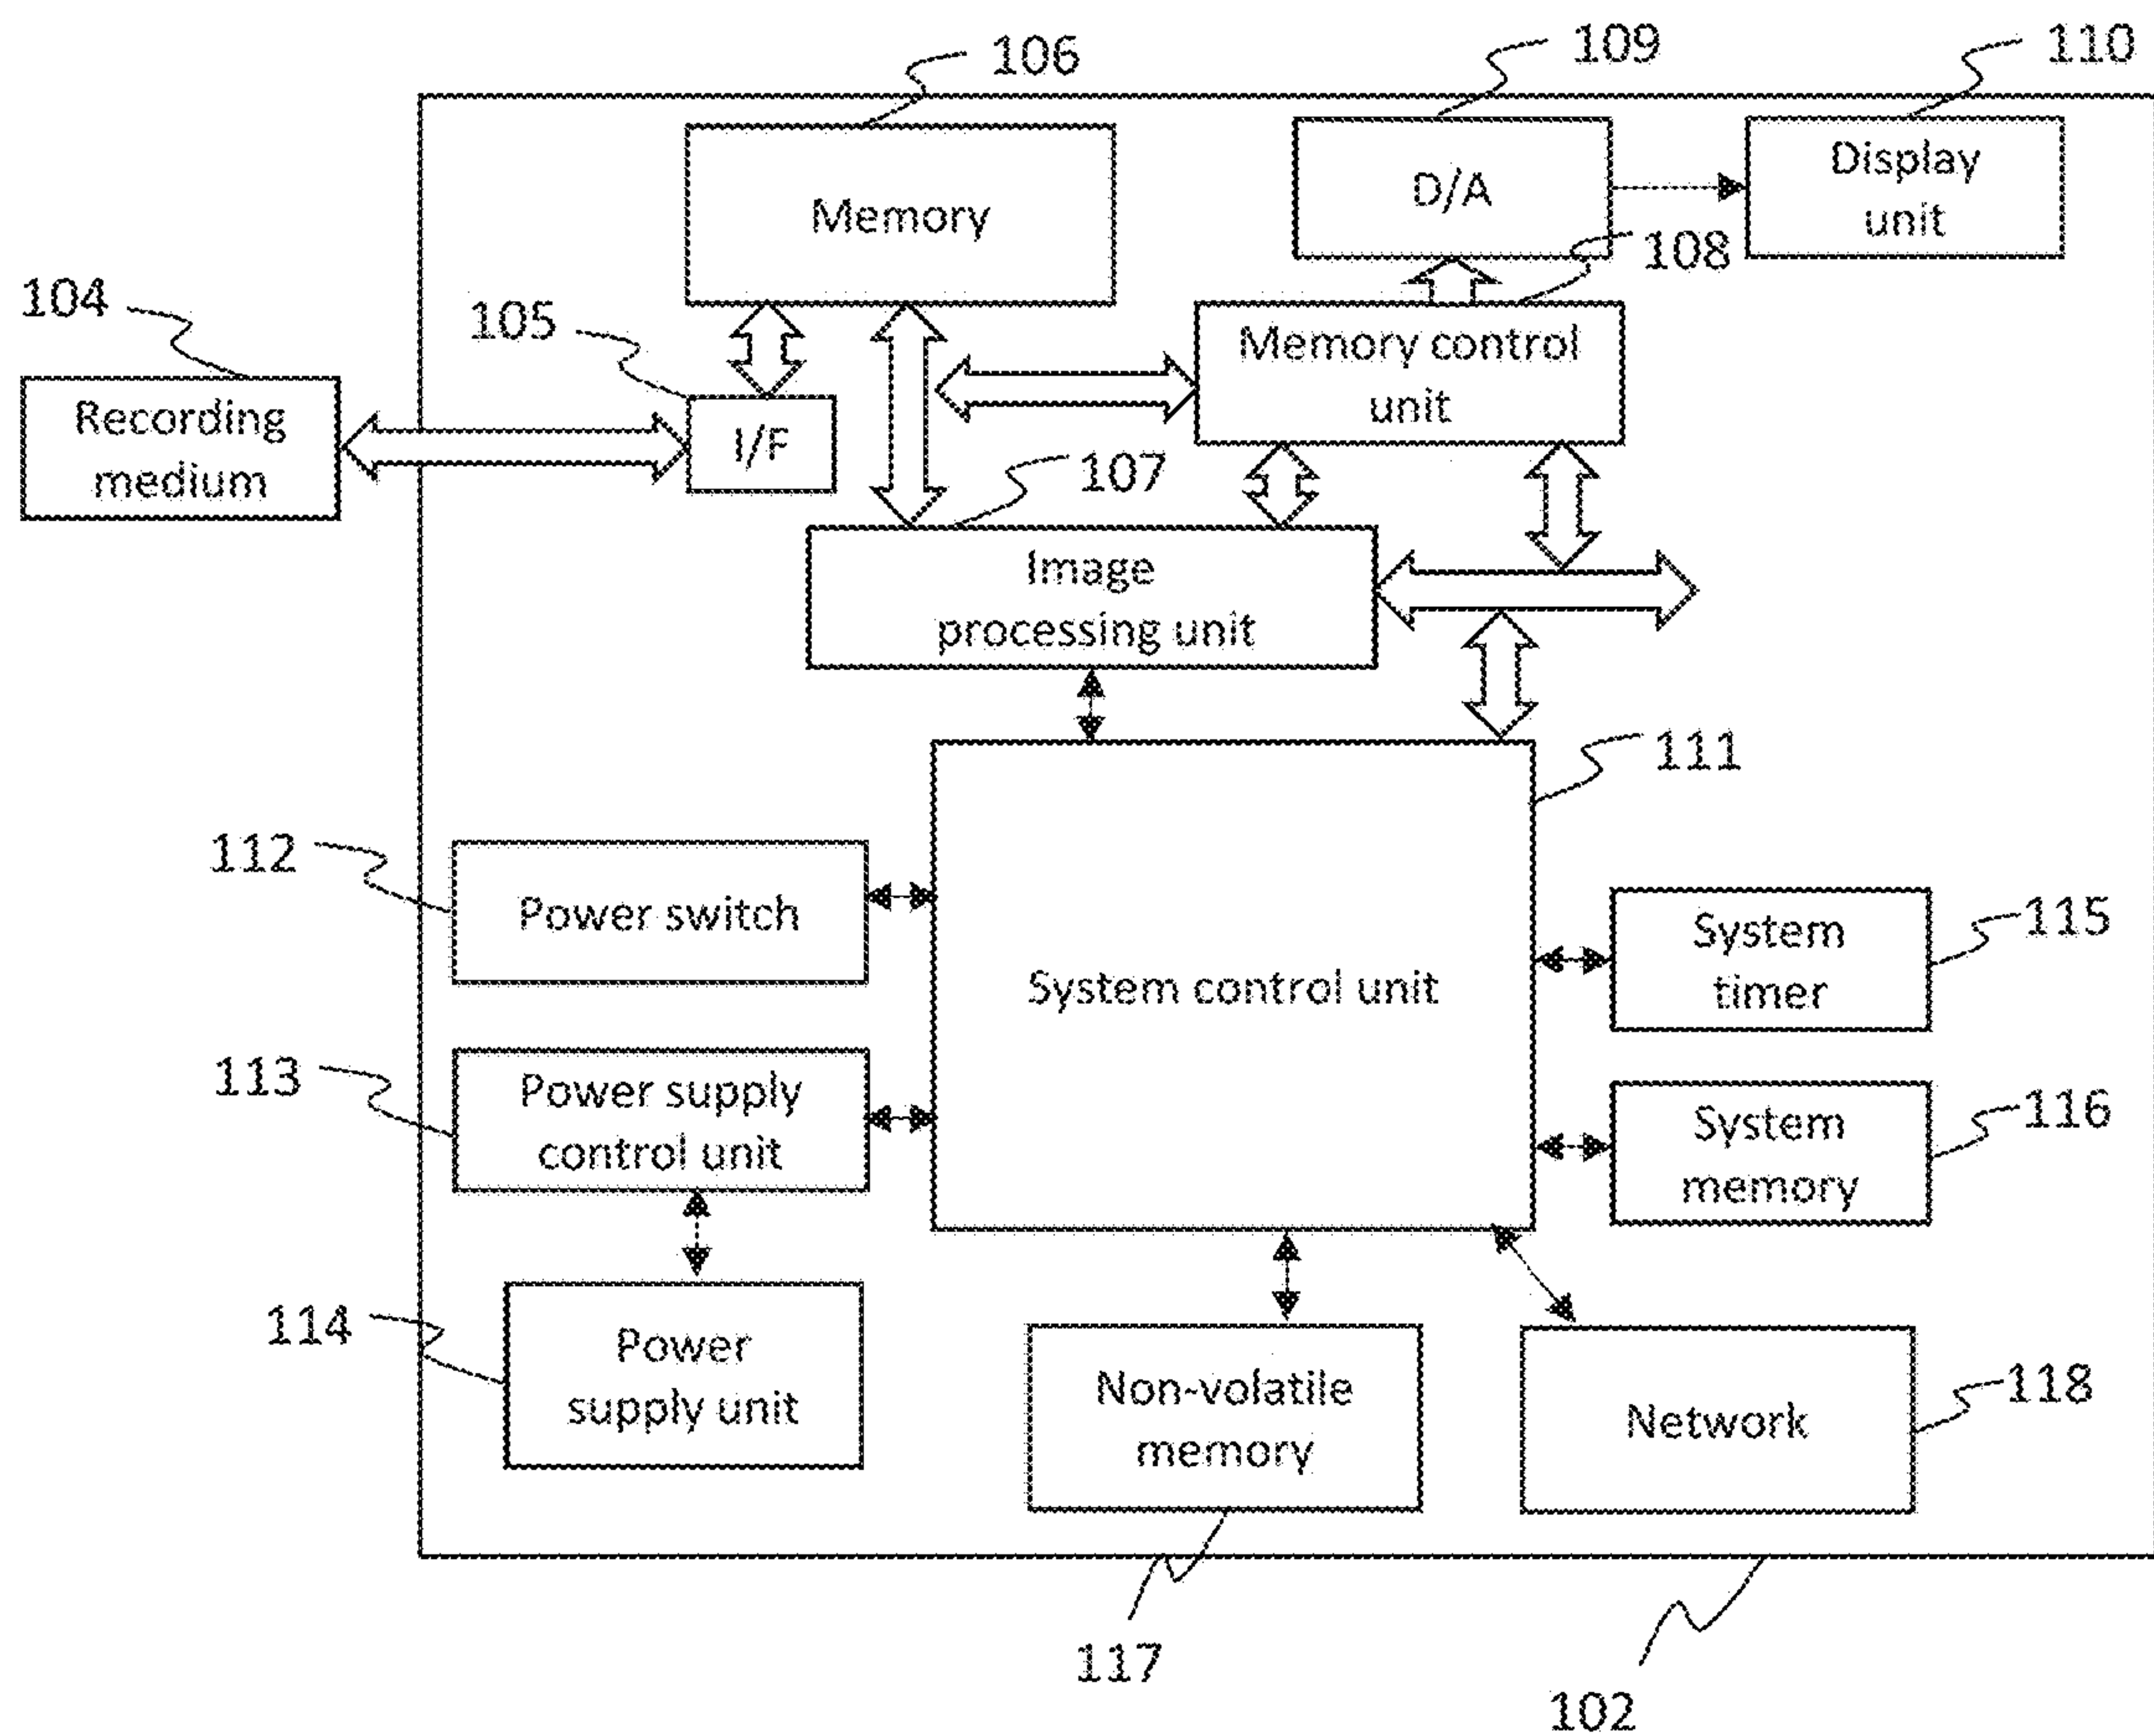 106
109
110
Memory
D/A
Display
unit
108
104
105
Memory control
unit
Recording
medium
I/F
107
Image
processing unit
111
112
Power switch
System control unit
System
timer
115
113
Power supply
control unit
System
memory
116
114
Power
supply unit
Non-volatile
memory
Network
118
117
102